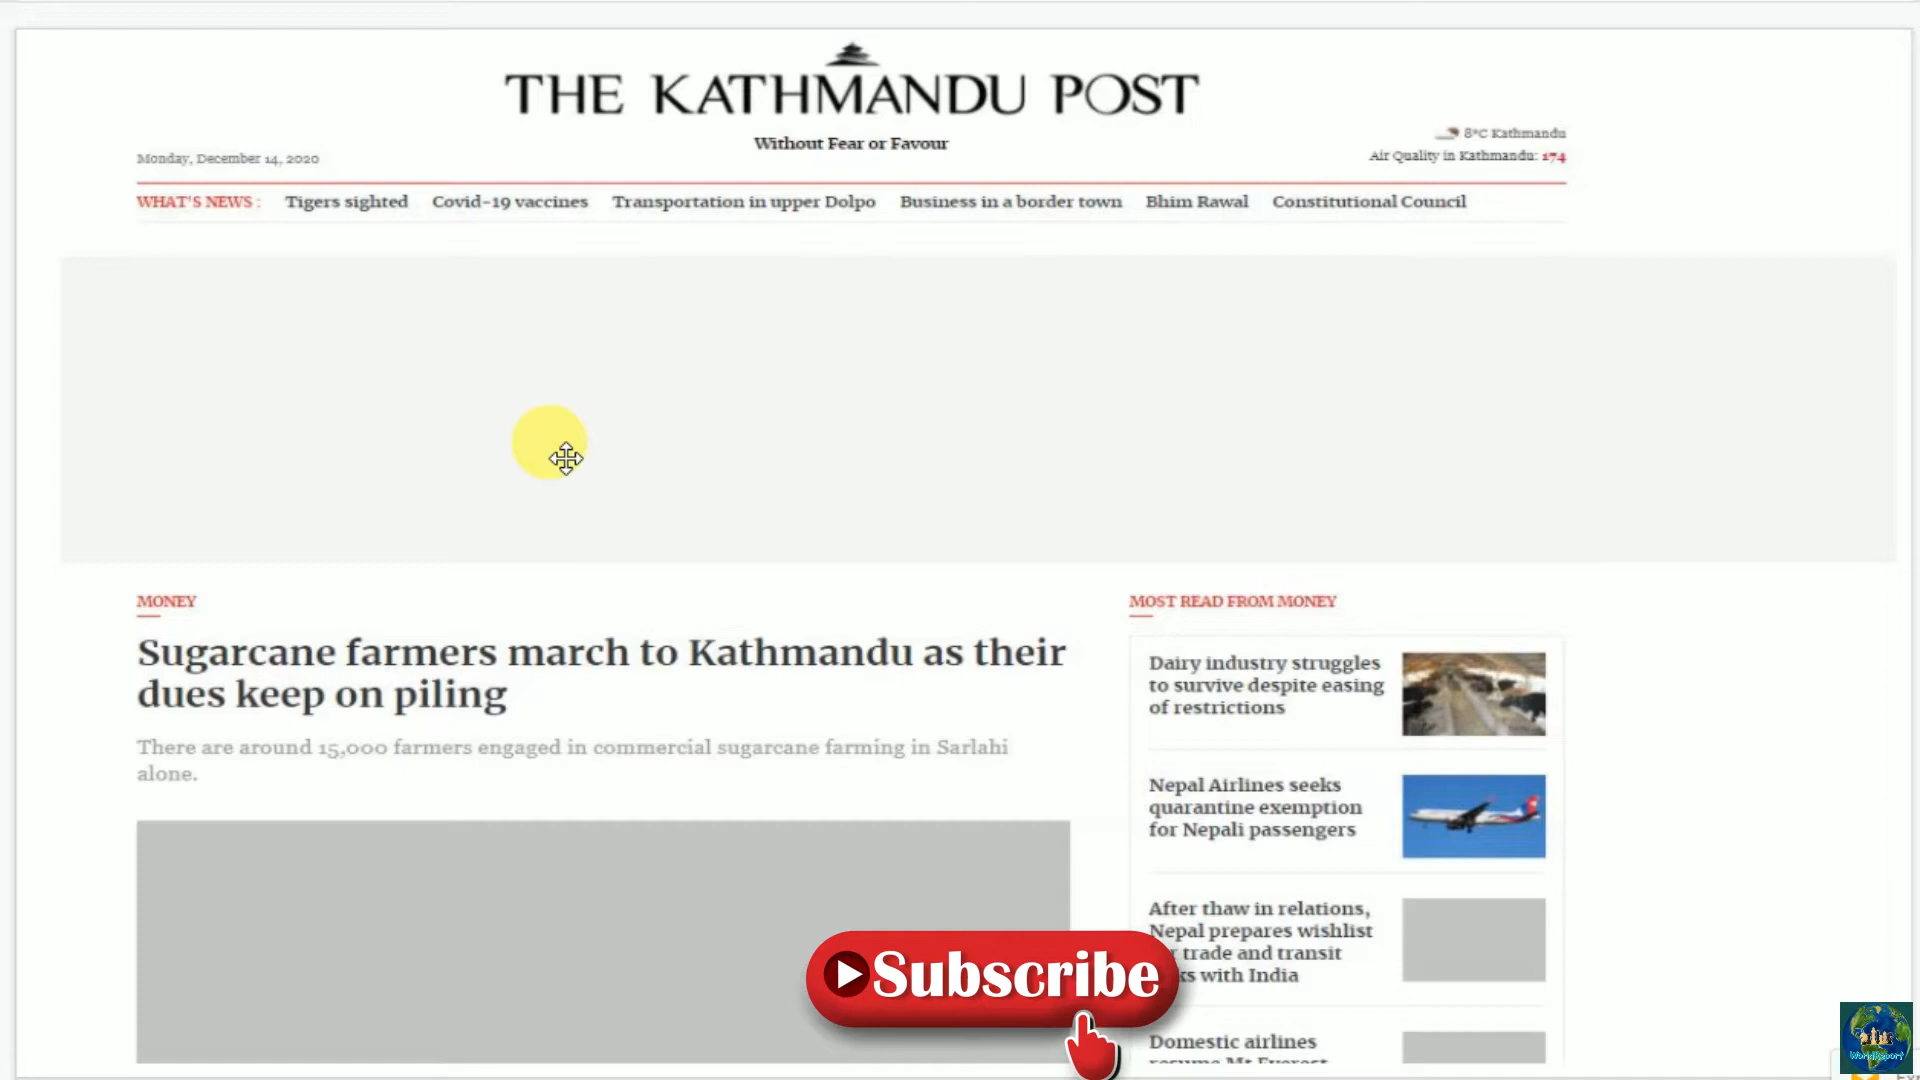 THE KATHMANDU POST
Without Fear or Favour
8°C Kathmandu
Monday, December 14, 2020
Air Quality in Kathmandu: 174
WHAT'S NEWS : Tigers sighted Covid-19 vaccines Transportation in upper Dolpo Business in a border town Bhim Rawal Constitutional Council
MONEY
Sugarcane farmers march to Kathmandu as their
dues keep on piling
There are around 15,000 farmers engaged in commercial sugarcane farming in Sarlahi
alone.
MOST READ FROM MONEY
Dairy industry struggles
to survive despite easing
of restrictions
Nepal Airlines seeks
quarantine exemption
for Nepali passengers
After thaw in relations,
Nepal prepares wishlist
trade and transit
with India
Domestic airlines
Subscribe
WorldReport